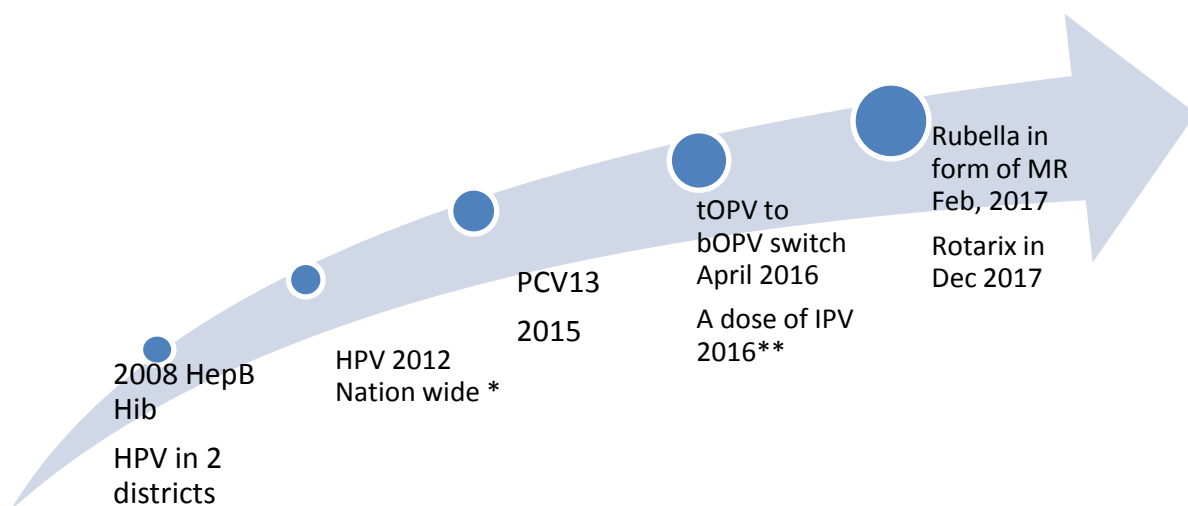 2008 HepB
Hib
HPV in 2
districts
HPV 2012
Nation wide *
PCV13
2015
tOPV to
bOPV switch
April 2016
A dose of IPV
2016**
Rubella in
form of MR
Feb, 2017
Rotarix in
Dec 2017